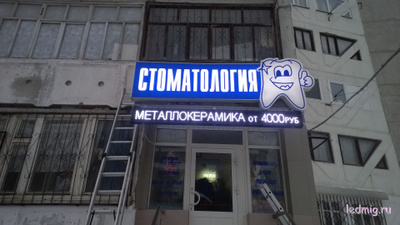 СТОМАТОЛОГИЯ
МЕТАЛЛОКЕРАМИКА от 4000РУБ
ledmig.ru